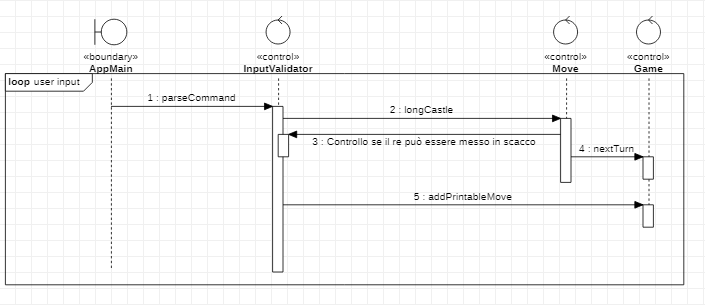 «boundary»
AppMain
«control»
InputValidator
«control»
Move
«control»
Game
loop user input
1 : parseCommand
2 : longCastle
3 : Controllo se il re può essere messo in scacco
4 : nextTurn
5 : addPrintableMove